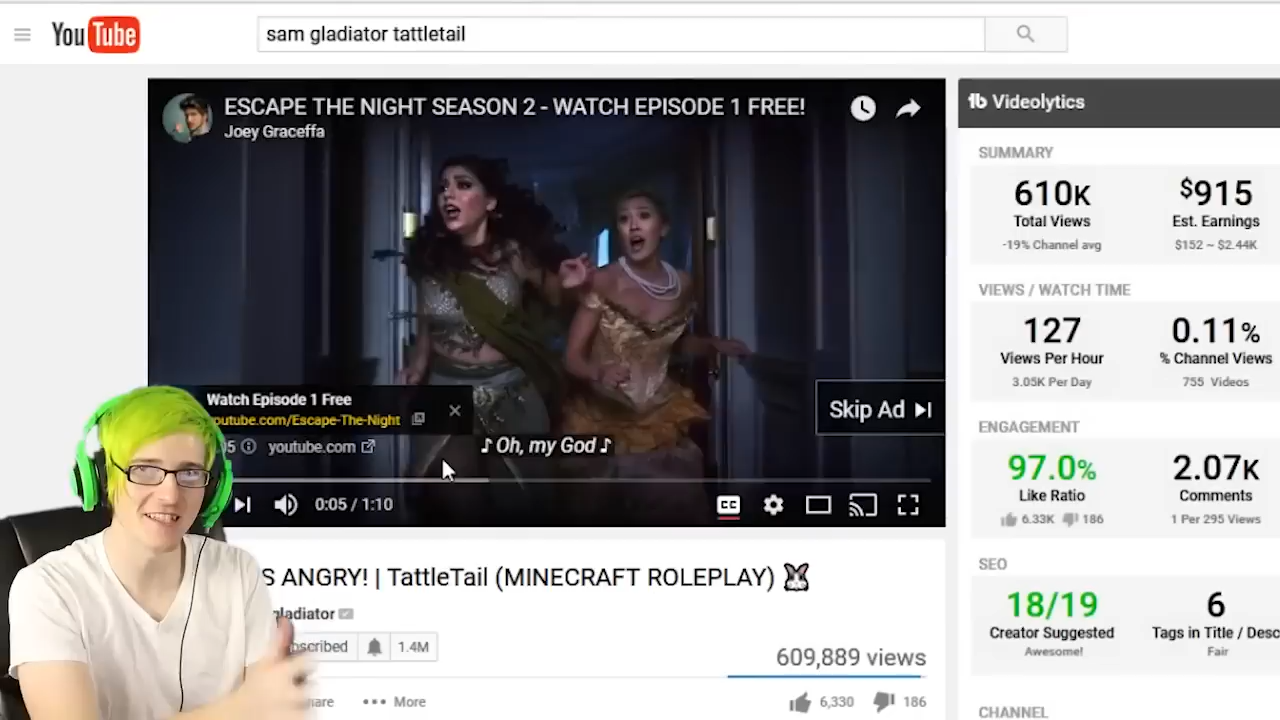 YouTube
sam gladiator tattletail
ESCAPE THE NIGHT SEASON 2 - WATCH EPISODE 1 FREE!
Joey Graceffa
Watch Episode 1 Free
outube.com/Escape-The-Night
05 youtube.com
♪ Oh, my God ♪
Skip Ad
0:05 / 1:10
CC
S ANGRY! | TattleTail (MINECRAFT ROLEPLAY) 🐰
gladiator
1.4M
609,889 views
More
6,330 186
tb Videolytics
SUMMARY
610K $915
Total Views Est. Earnings
-19% Channel avg $152 ~ $2.44K
VIEWS / WATCH TIME
127 0.11%
Views Per Hour % Channel Views
3.05K Per Day 755 Videos
ENGAGEMENT
97.0% 2.07K
Like Ratio Comments
6.33K 186 1 Per 295 Views
SEO
18/19 6
Creator Suggested Tags in Title / Desc
Awesome! Fair
CHANNEL